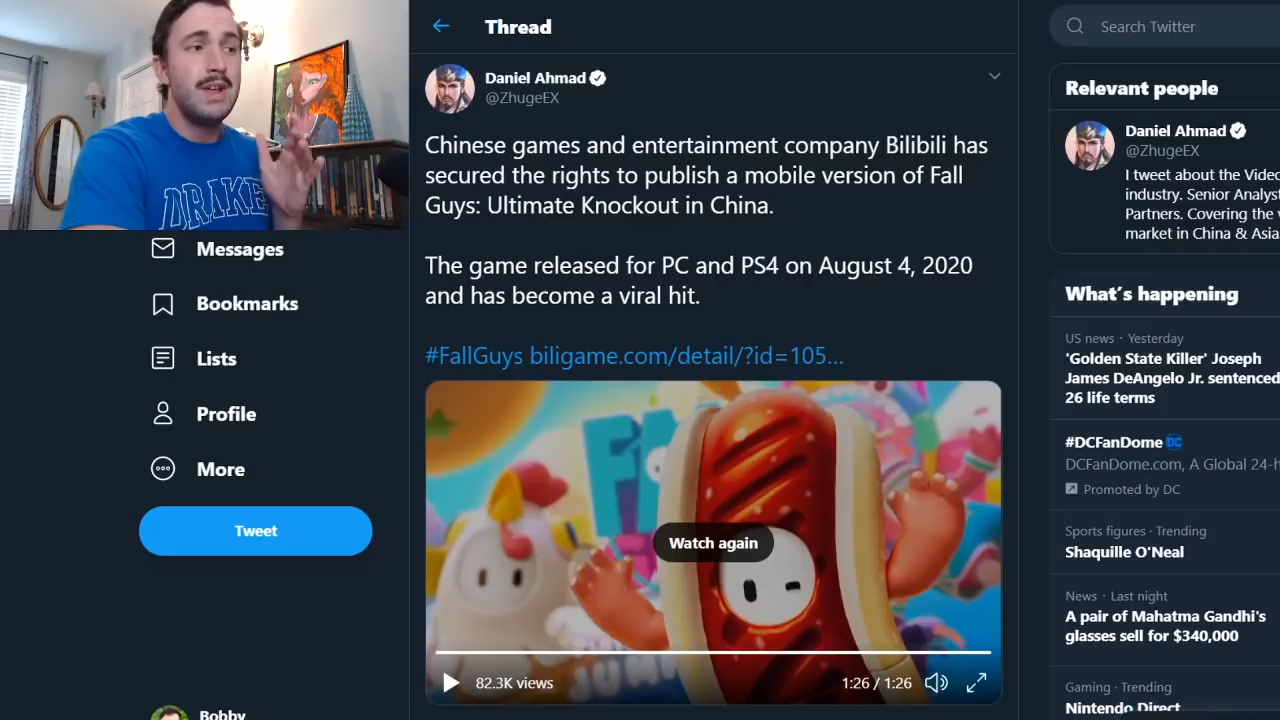 DRAKE
Messages
Bookmarks
Lists
Profile
More
Tweet
Bobby
Thread
Daniel Ahmad
@ZhugeEX
Chinese games and entertainment company Bilibili has
secured the rights to publish a mobile version of Fall
Guys: Ultimate Knockout in China.
The game released for PC and PS4 on August 4, 2020
and has become a viral hit.
#FallGuys biligame.com/detail/?id=105...
Watch again
82.3K views
1:26 / 1:26
Search Twitter
Relevant people
Daniel Ahmad
@ZhugeEX
I tweet about the Video
industry. Senior Analyst
Partners. Covering the
market in China & Asia
What's happening
US news · Yesterday
'Golden State Killer' Joseph
James DeAngelo Jr. sentenced
26 life terms
#DCFanDome
DCFanDome.com, A Global 24-h
Promoted by DC
Sports figures · Trending
Shaquille O'Neal
News · Last night
A pair of Mahatma Gandhi's
glasses sell for $340,000
Gaming · Trending
Nintendo Direct